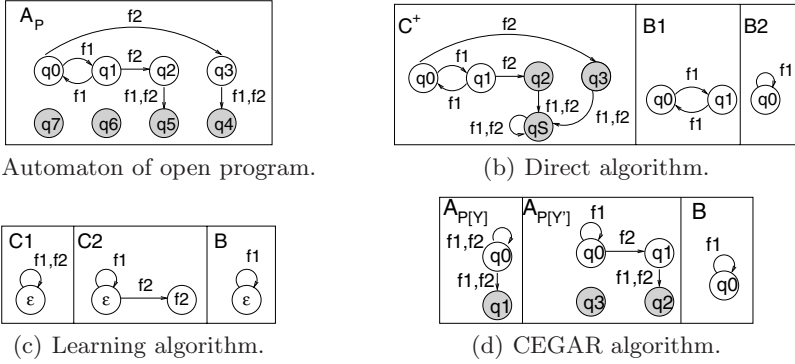 A_P
f2
f1
f2
q0 q1 q2 q3
f1
f1,f2
f1,f2
q7 q6 q5 q4
Automaton of open program.
C+ B1 B2
f2
f1
f2
q0 q1 q2 q3
f1
f1,f2
f1,f2
f1,f2
qS
f1
q0 q1
f1
f1
q0
(b) Direct algorithm.
C1 C2 B
f1,f2
f1
f1
f2
ε ε f2 ε
(c) Learning algorithm.
A_P[Y] A_P[Y'] B
f1,f2
q0
f1,f2
q1
f1
q0
f2
q1
f1,f2
q3 q2
f1
q0
(d) CEGAR algorithm.